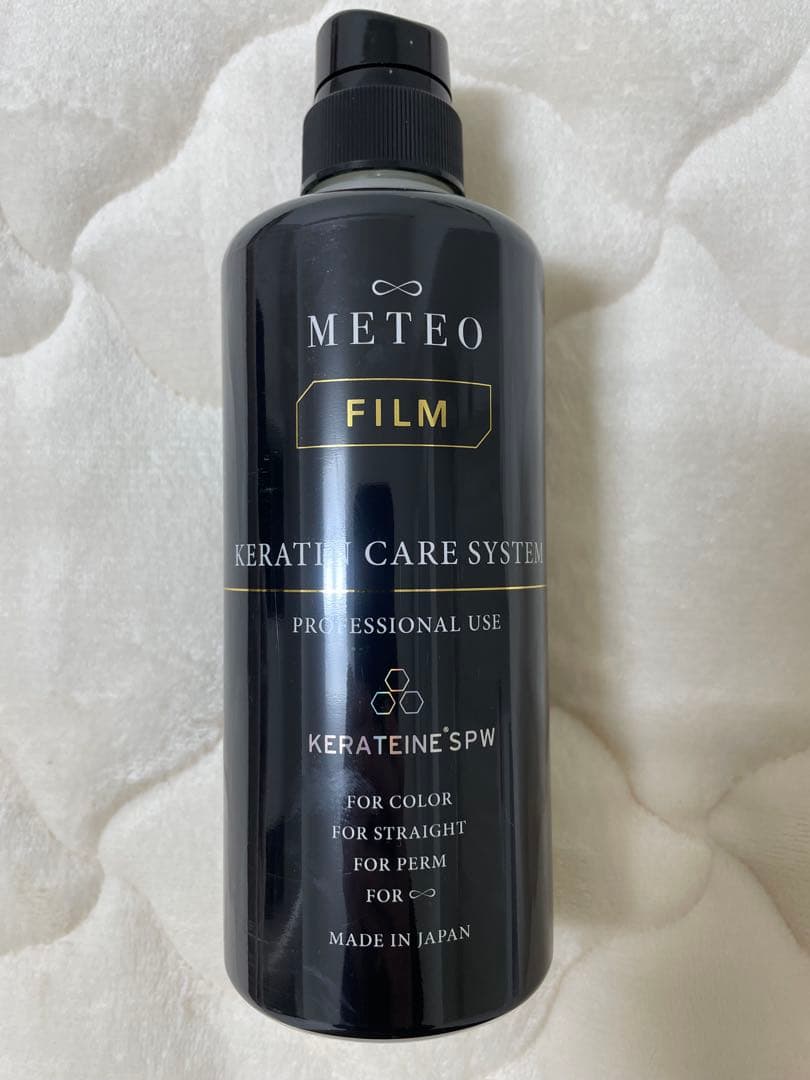 METEO
FILM
KERATIN CARE SYSTEM
PROFESSIONAL USE
KERATEINE®SPW
FOR COLOR
FOR STRAIGHT
FOR PERM
FOR ∞
MADE IN JAPAN